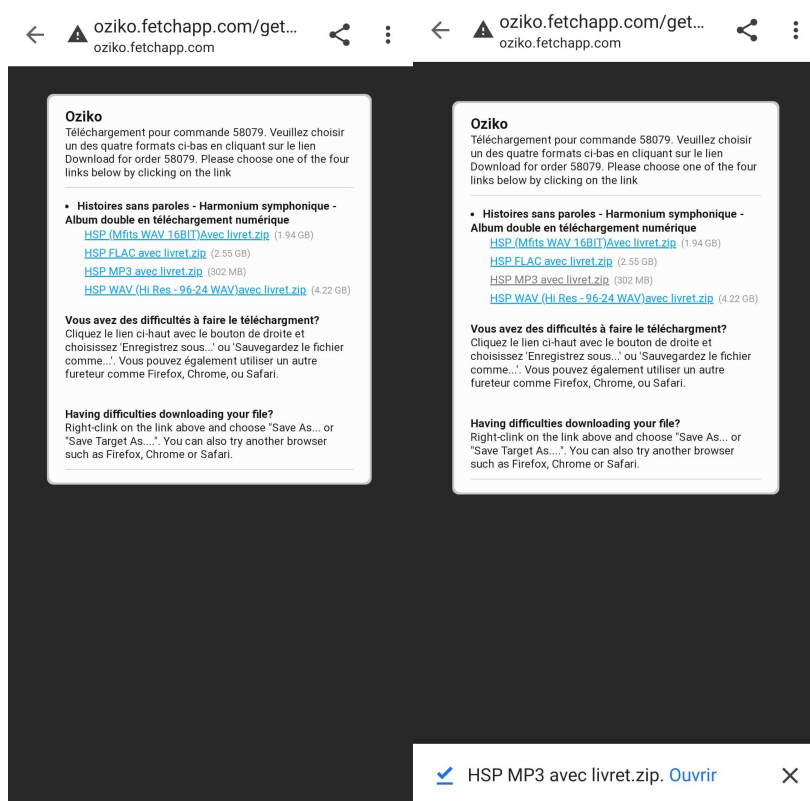 oziko.fetchapp.com/get...
oziko.fetchapp.com
Oziko
Téléchargement pour commande 58079. Veuillez choisir
un des quatre formats ci-bas en cliquant sur le lien
Download for order 58079. Please choose one of the four
links below by clicking on the link
• Histoires sans paroles - Harmonium symphonique -
Album double en téléchargement numérique
HSP (Mfits WAV 16BIT)Avec livret.zip (1.94 GB)
HSP FLAC avec livret.zip (2.55 GB)
HSP MP3 avec livret.zip (302 MB)
HSP WAV (Hi Res - 96-24 WAV)avec livret.zip (4.22 GB)
Vous avez des difficultés à faire le téléchargment?
Cliquez le lien ci-haut avec le bouton de droite et
choisissez 'Enregistrez sous...' ou 'Sauvegardez le fichier
comme...'. Vous pouvez également utiliser un autre
fureteur comme Firefox, Chrome, ou Safari.
Having difficulties downloading your file?
Right-clink on the link above and choose "Save As... or
"Save Target As....". You can also try another browser
such as Firefox, Chrome or Safari.
oziko.fetchapp.com/get...
oziko.fetchapp.com
Oziko
Téléchargement pour commande 58079. Veuillez choisir
un des quatre formats ci-bas en cliquant sur le lien
Download for order 58079. Please choose one of the four
links below by clicking on the link
• Histoires sans paroles - Harmonium symphonique -
Album double en téléchargement numérique
HSP (Mfits WAV 16BIT)Avec livret.zip (1.94 GB)
HSP FLAC avec livret.zip (2.55 GB)
HSP MP3 avec livret.zip (302 MB)
HSP WAV (Hi Res - 96-24 WAV)avec livret.zip (4.22 GB)
Vous avez des difficultés à faire le téléchargment?
Cliquez le lien ci-haut avec le bouton de droite et
choisissez 'Enregistrez sous...' ou 'Sauvegardez le fichier
comme...'. Vous pouvez également utiliser un autre
fureteur comme Firefox, Chrome, ou Safari.
Having difficulties downloading your file?
Right-clink on the link above and choose "Save As... or
"Save Target As....". You can also try another browser
such as Firefox, Chrome or Safari.
HSP MP3 avec livret.zip. Ouvrir